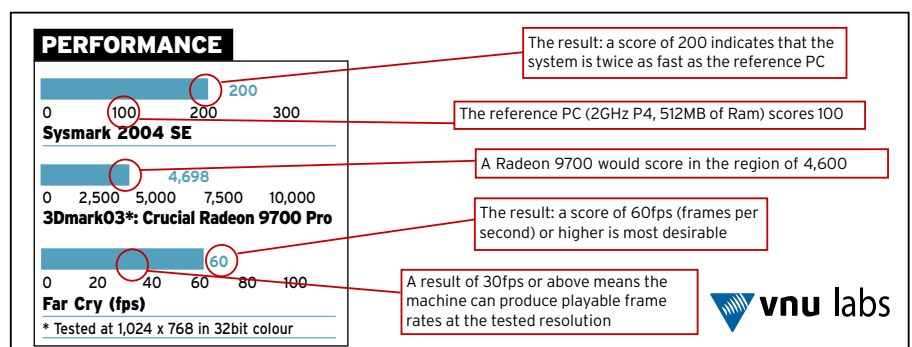 PERFORMANCE
200
0 100 200 300
Sysmark 2004 SE
4,698
0 2,500 5,000 7,500 10,000
3Dmark03*: Crucial Radeon 9700 Pro
60
0 20 40 60 80 100
Far Cry (fps)
* Tested at 1,024 x 768 in 32bit colour
The result: a score of 200 indicates that the
system is twice as fast as the reference PC
The reference PC (2GHz P4, 512MB of Ram) scores 100
A Radeon 9700 would score in the region of 4,600
The result: a score of 60fps (frames per
second) or higher is most desirable
A result of 30fps or above means the
machine can produce playable frame
rates at the tested resolution
vnu labs